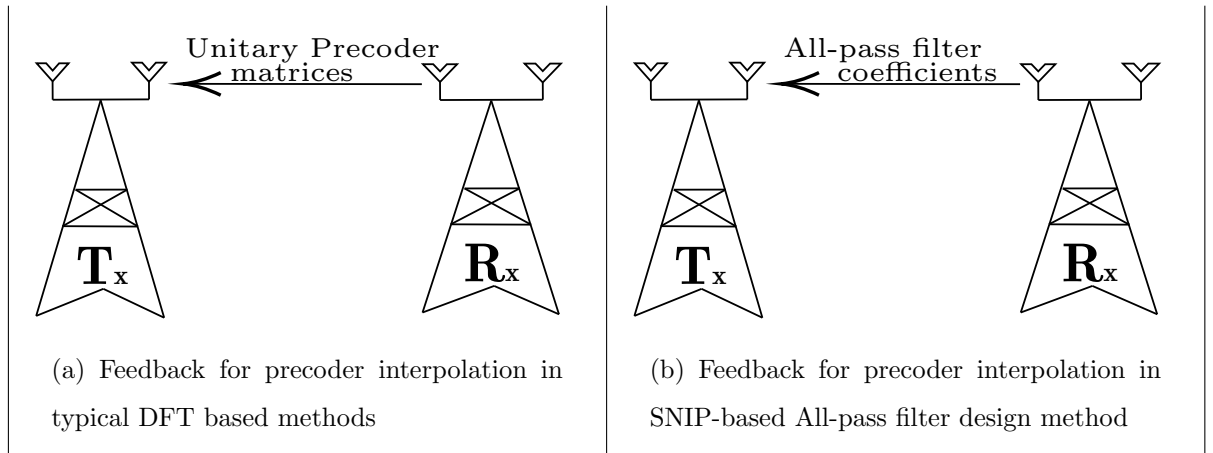 Unitary Precoder
matrices
Tx
Rx
(a) Feedback for precoder interpolation in
typical DFT based methods
All-pass filter
coefficients
Tx
Rx
(b) Feedback for precoder interpolation in
SNIP-based All-pass filter design method